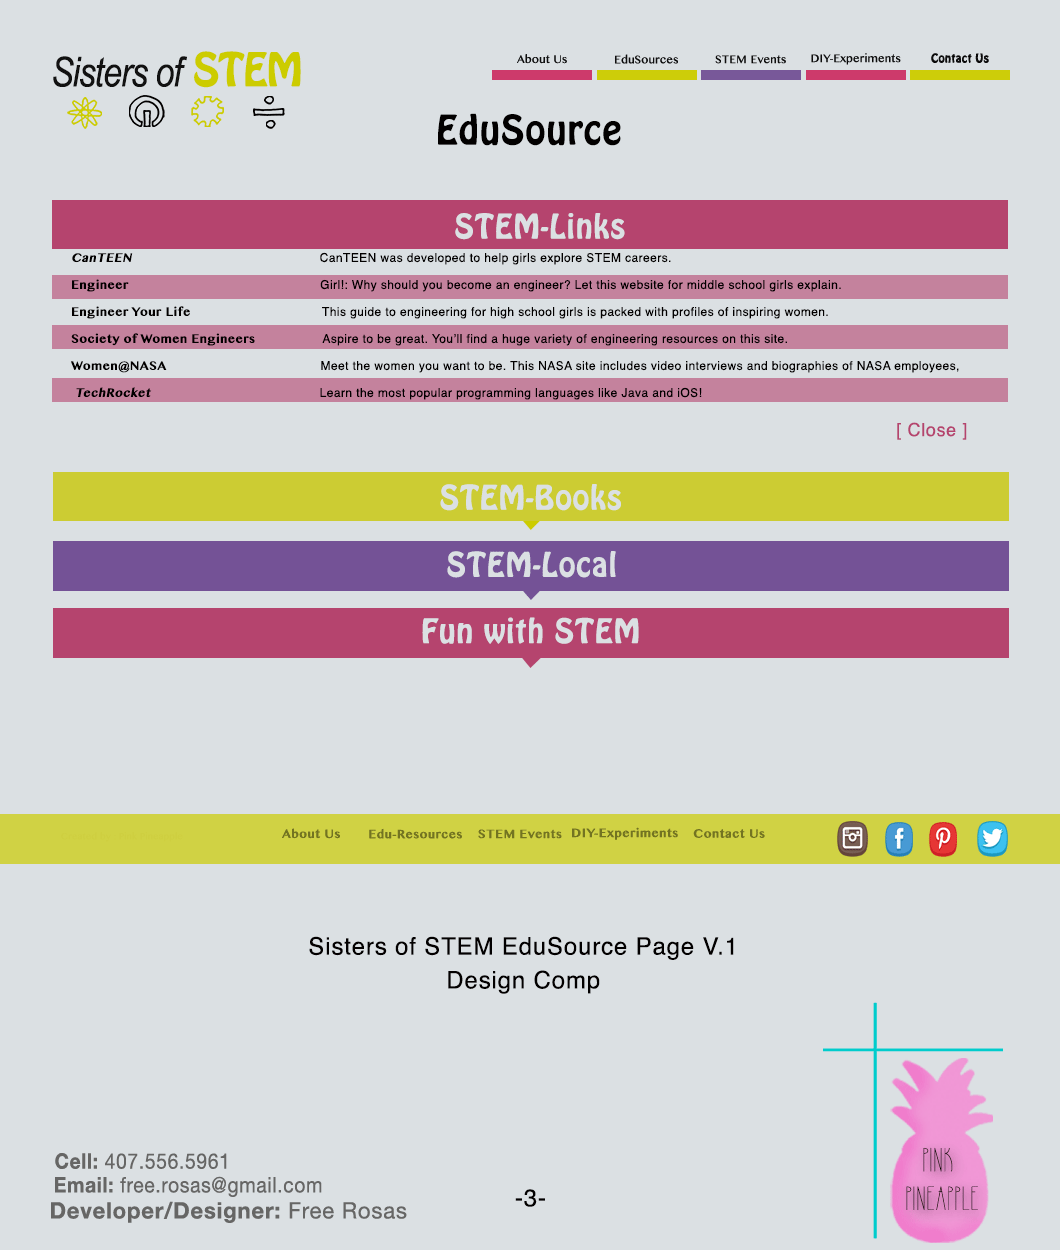 Sisters of STEM
About Us EduSources STEM Events DIY-Experiments Contact Us
EduSource
STEM-Links
CanTEEN CanTEEN was developed to help girls explore STEM careers.
Engineer Girl!: Why should you become an engineer? Let this website for middle school girls explain.
Engineer Your Life This guide to engineering for high school girls is packed with profiles of inspiring women.
Society of Women Engineers Aspire to be great. You'll find a huge variety of engineering resources on this site.
Women@NASA Meet the women you want to be. This NASA site includes video interviews and biographies of NASA employees,
TechRocket Learn the most popular programming languages like Java and iOS!
[ Close ]
STEM-Books
STEM-Local
Fun with STEM
About Us Edu-Resources STEM Events DIY-Experiments Contact Us
Sisters of STEM EduSource Page V.1
Design Comp
PINK
PINEAPPLE
Cell: 407.556.5961
Email: free.rosas@gmail.com
Developer/Designer: Free Rosas
-3-